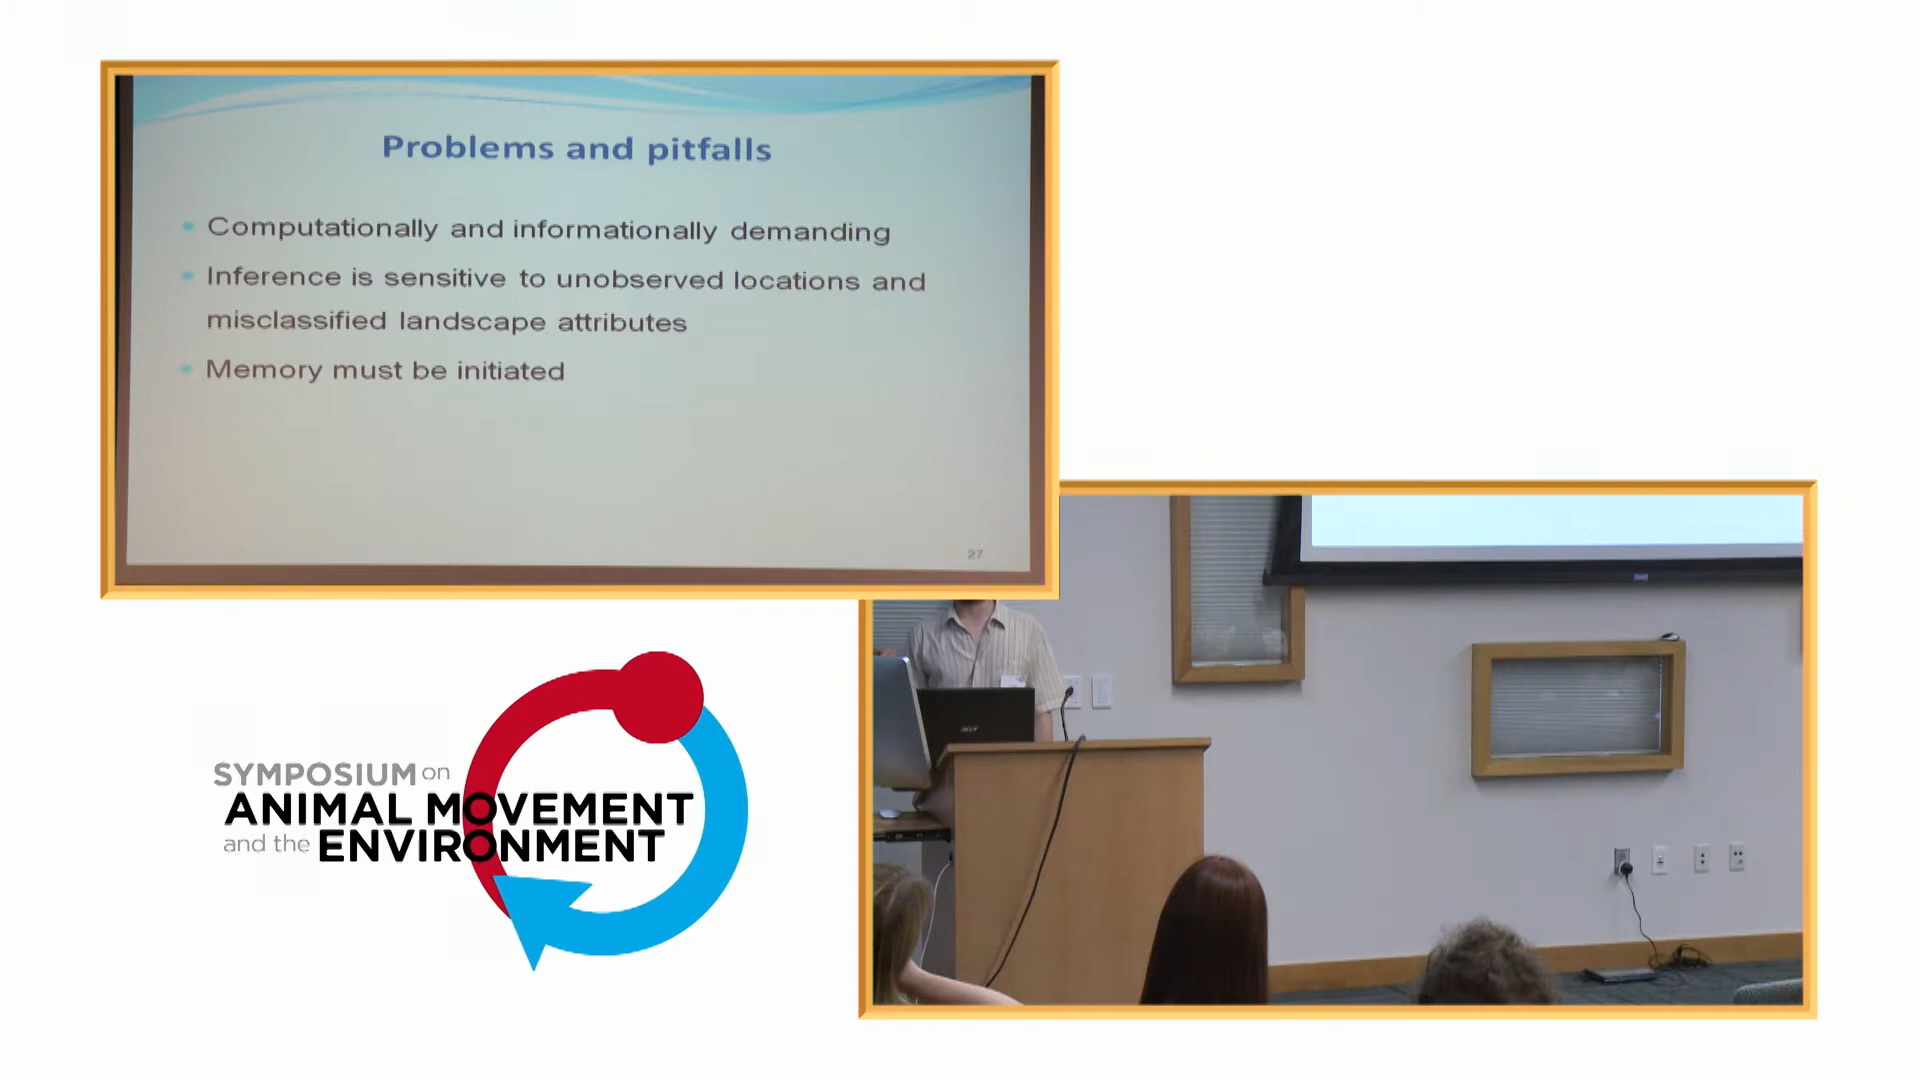 Problems and pitfalls
Computationally and informationally demanding
Inference is sensitive to unobserved locations and
misclassified landscape attributes
Memory must be initiated
27
SYMPOSIUM on
ANIMAL MOVEMENT
and the ENVIRONMENT
acer